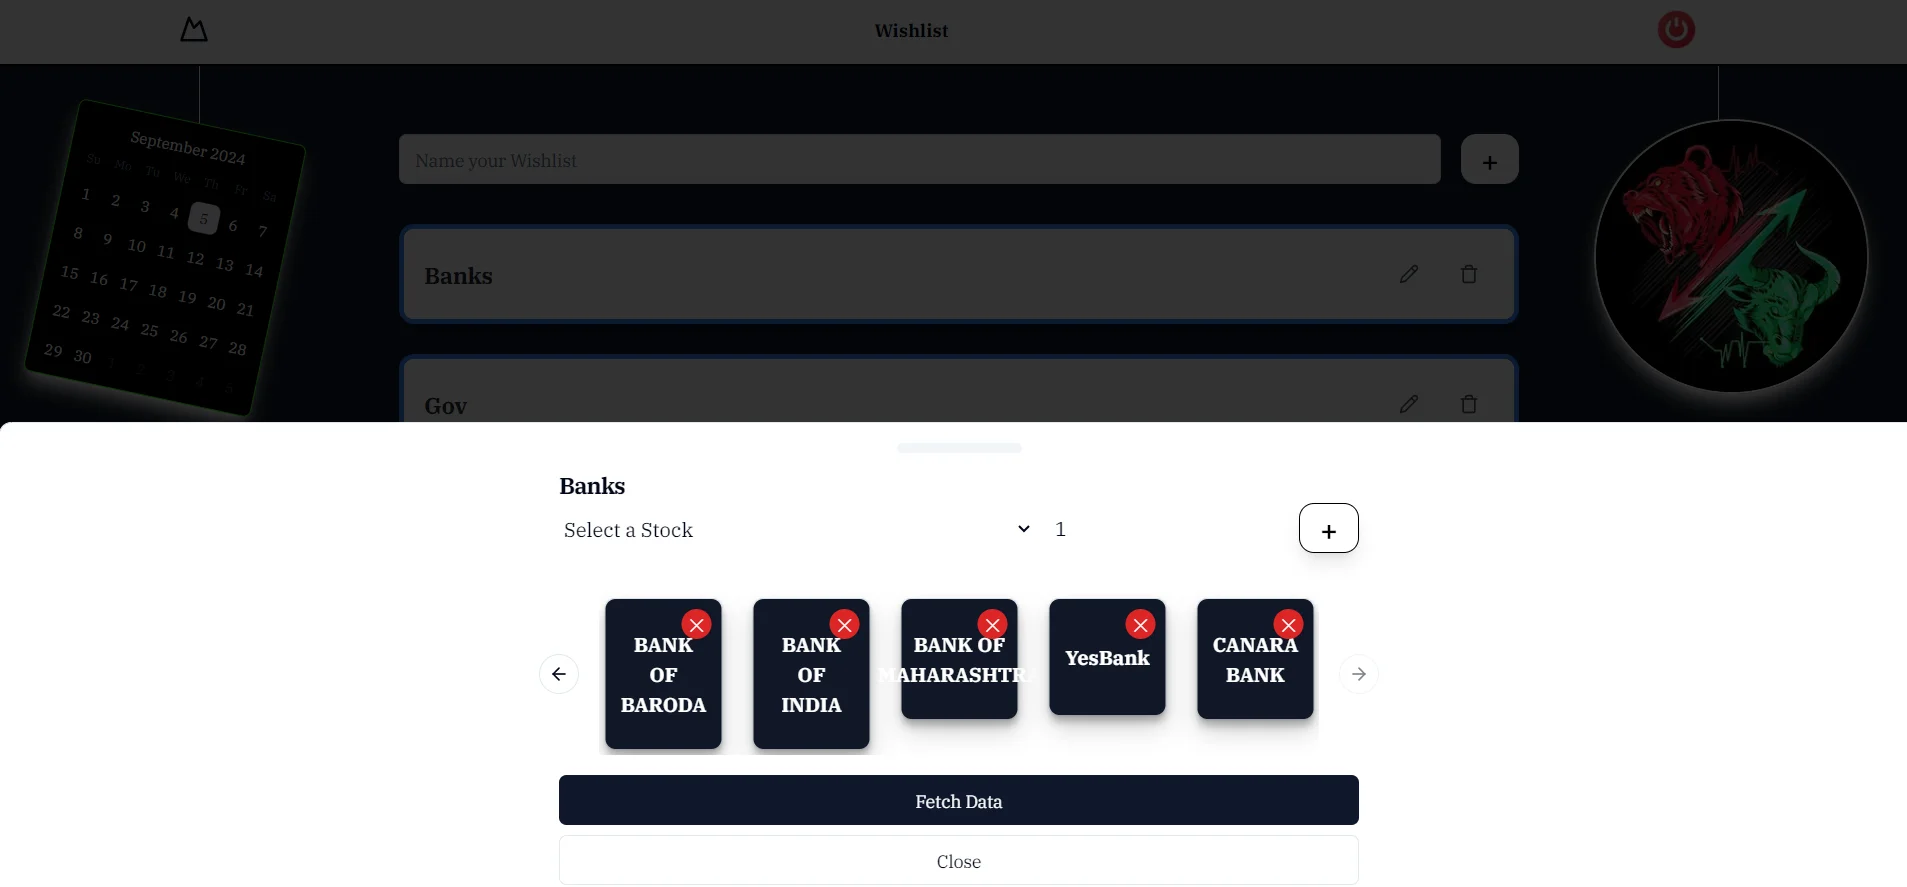 Wishlist
September 2024
Su Mo Tu We Th Fr Sa
1 2 3 4 5 6 7
8 9 10 11 12 13 14
15 16 17 18 19 20 21
22 23 24 25 26 27 28
29 30 1 2 3 4 5
Name your Wishlist
+
Banks
Gov
Banks
Select a Stock
1
+
BANK
OF
BARODA
BANK
OF
INDIA
BANK OF
MAHARASHTRA
YesBank
CANARA
BANK
Fetch Data
Close